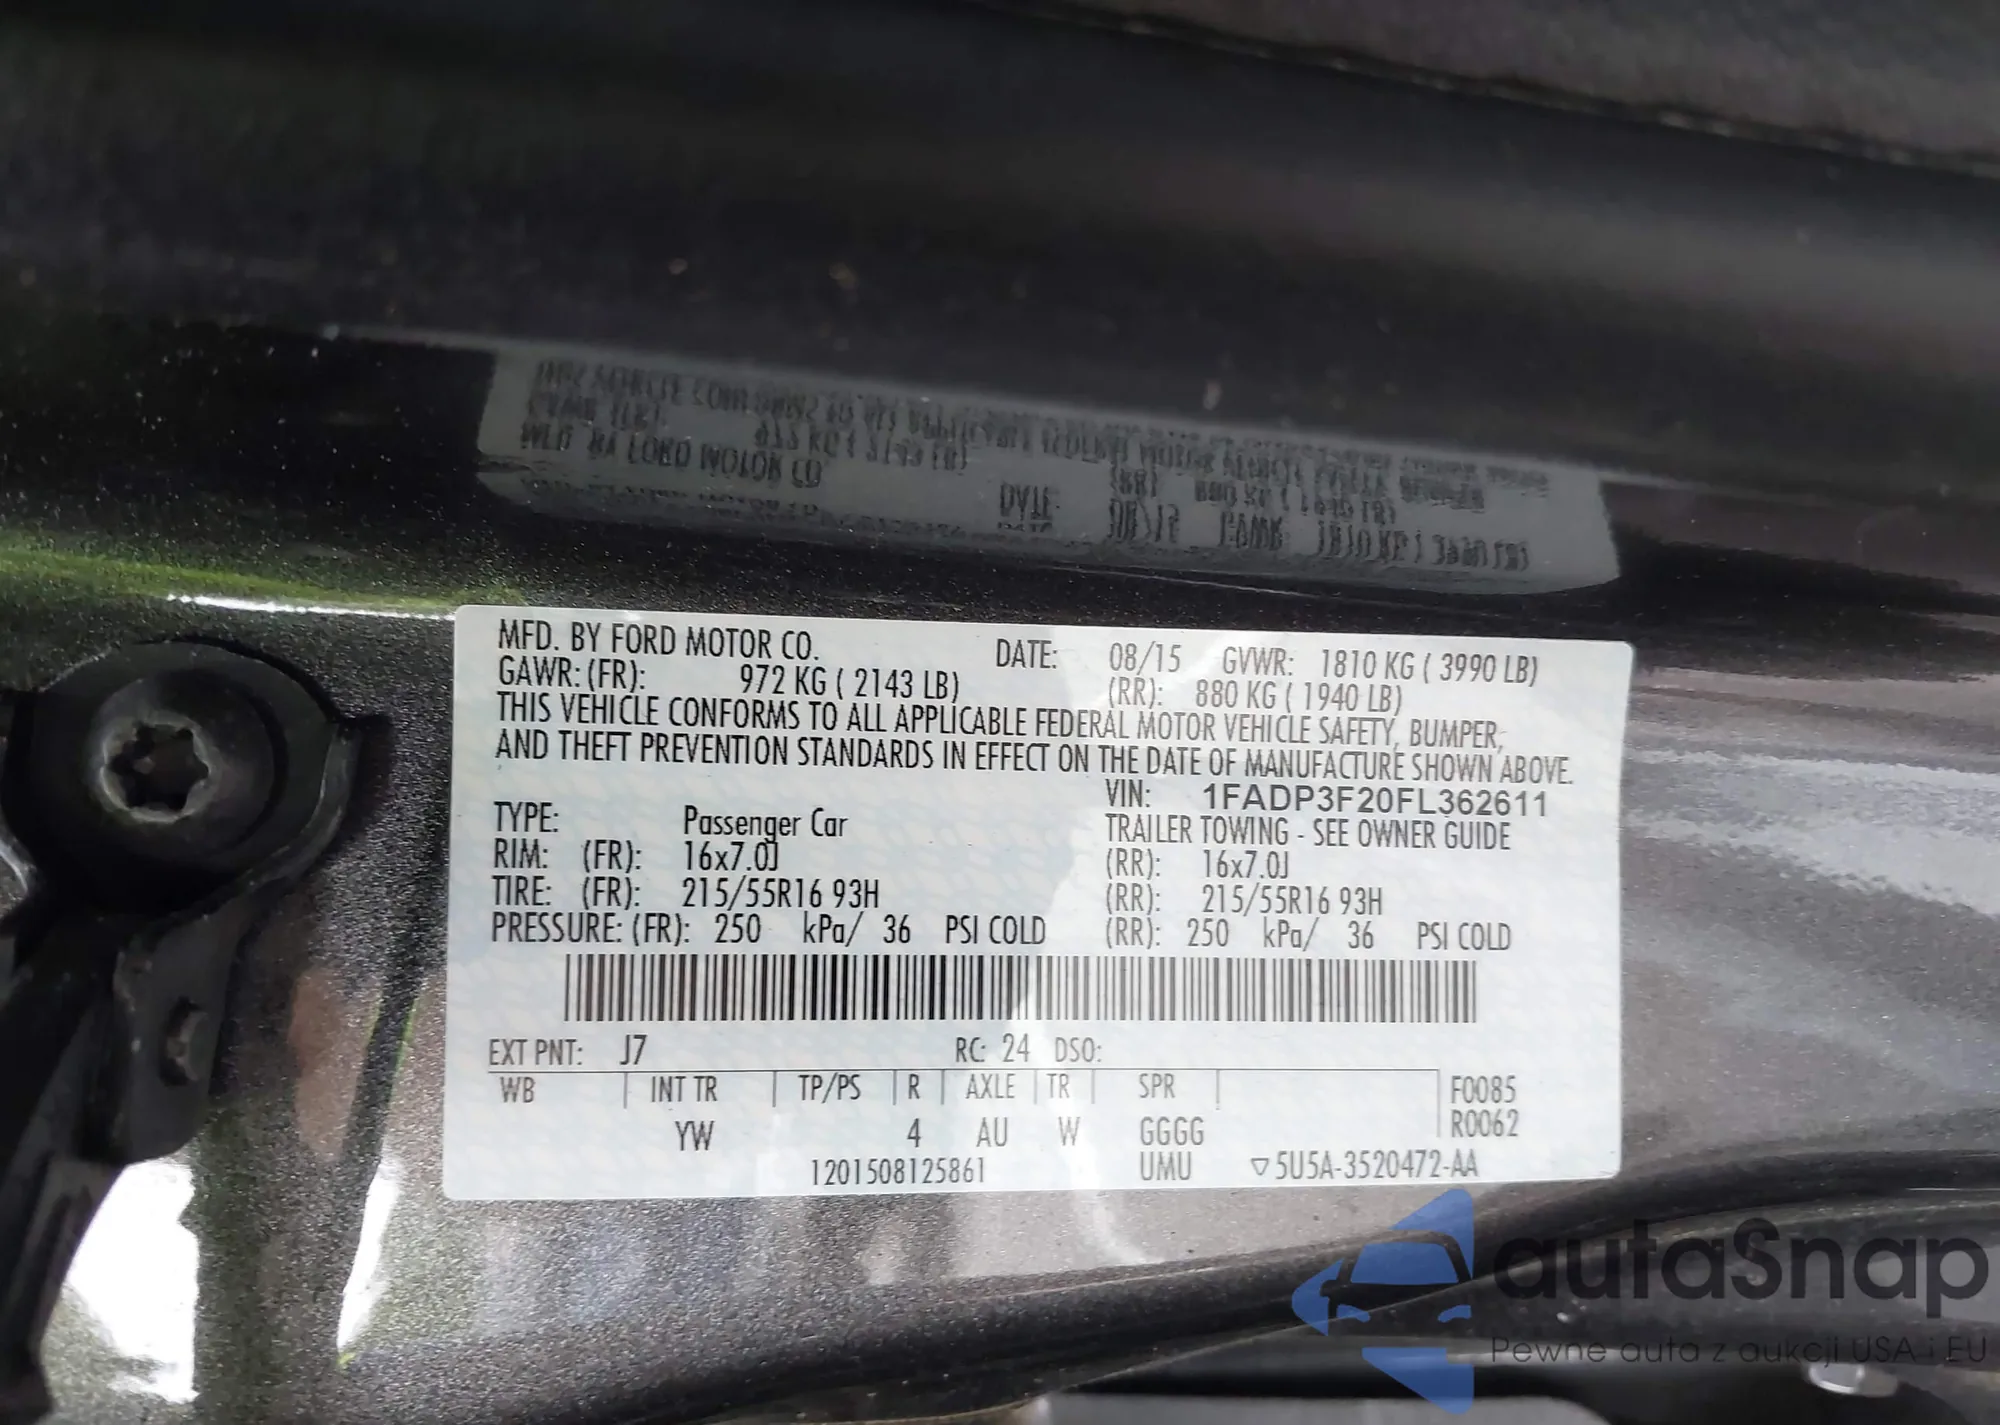 MFD. BY FORD MOTOR CO. DATE: 08/15 GVWR: 1810 KG ( 3990 LB)
GAWR: (FR): 972 KG ( 2143 LB) (RR): 880 KG ( 1940 LB)
THIS VEHICLE CONFORMS TO ALL APPLICABLE FEDERAL MOTOR VEHICLE SAFETY, BUMPER,
AND THEFT PREVENTION STANDARDS IN EFFECT ON THE DATE OF MANUFACTURE SHOWN ABOVE.
VIN: 1FADP3F20FL362611
TYPE: Passenger Car TRAILER TOWING - SEE OWNER GUIDE
RIM: (FR): 16x7.0J (RR): 16x7.0J
TIRE: (FR): 215/55R16 93H (RR): 215/55R16 93H
PRESSURE: (FR): 250 kPa/ 36 PSI COLD (RR): 250 kPa/ 36 PSI COLD
EXT PNT: J7 RC: 24 DSO:
WB INT TR TP/PS R AXLE TR SPR F0085
R0062
YW 4 AU W GGGG
1201508125861 UMU ▽5U5A-3520472-AA
autaSnap
Pewne auta z aukcji USA i EU